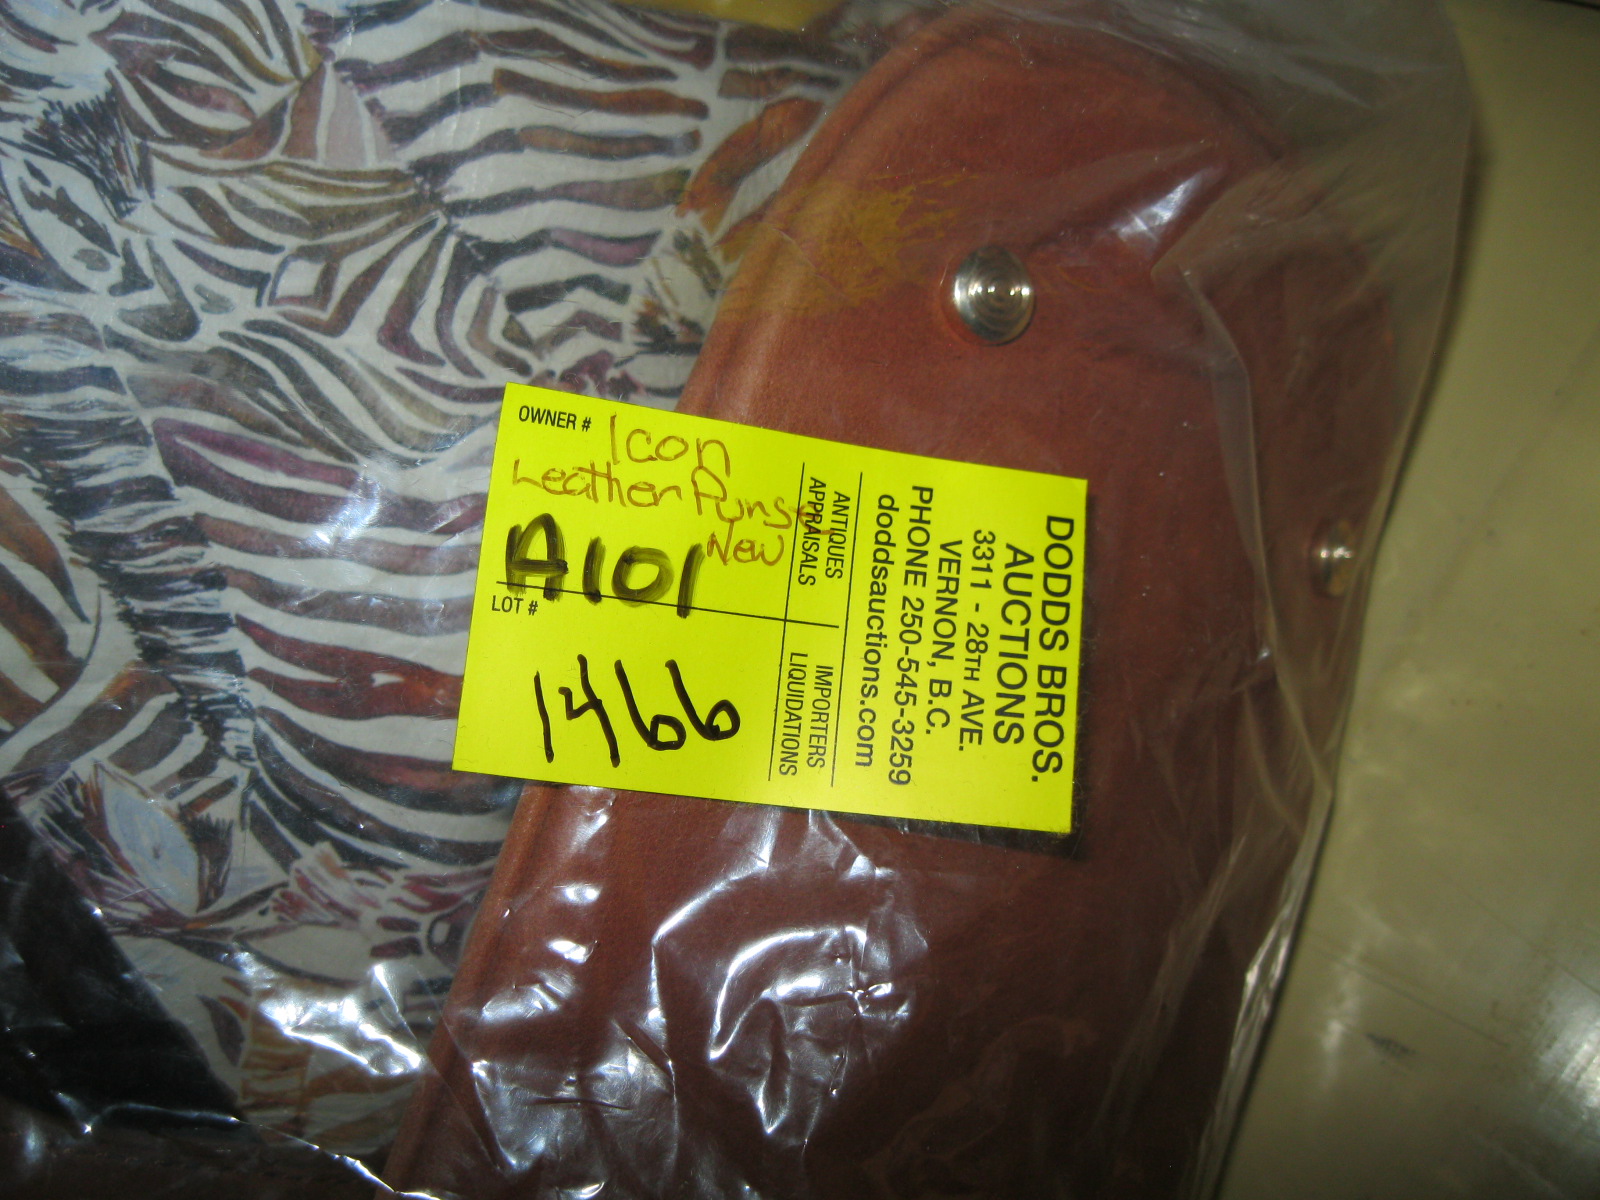 OWNER # Icon
Leather Purse
New
A101
LOT #
1466
ANTIQUES
APPRAISALS
IMPORTERS
LIQUIDATIONS
DODDS BROS.
AUCTIONS
3311 - 28TH AVE.
VERNON, B.C.
PHONE 250-545-3259
doddsauctions.com